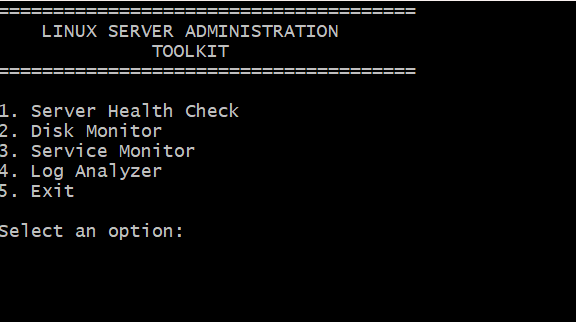 ======================================
LINUX SERVER ADMINISTRATION
TOOLKIT
======================================
1. Server Health Check
2. Disk Monitor
3. Service Monitor
4. Log Analyzer
5. Exit
Select an option: